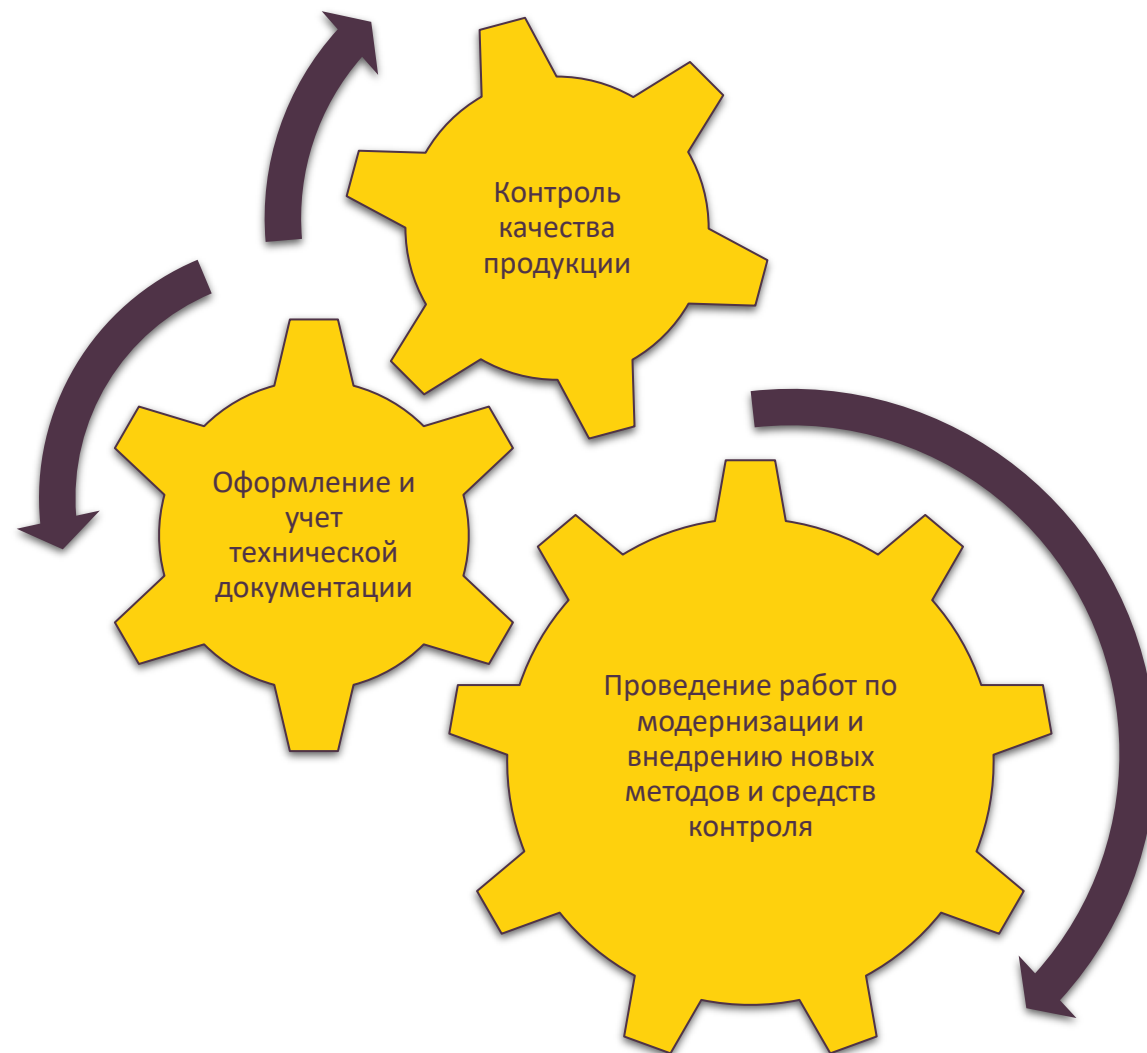 Контроль
качества
продукции
Оформление и
учет
технической
документации
Проведение работ по
модернизации и
внедрению новых
методов и средств
контроля